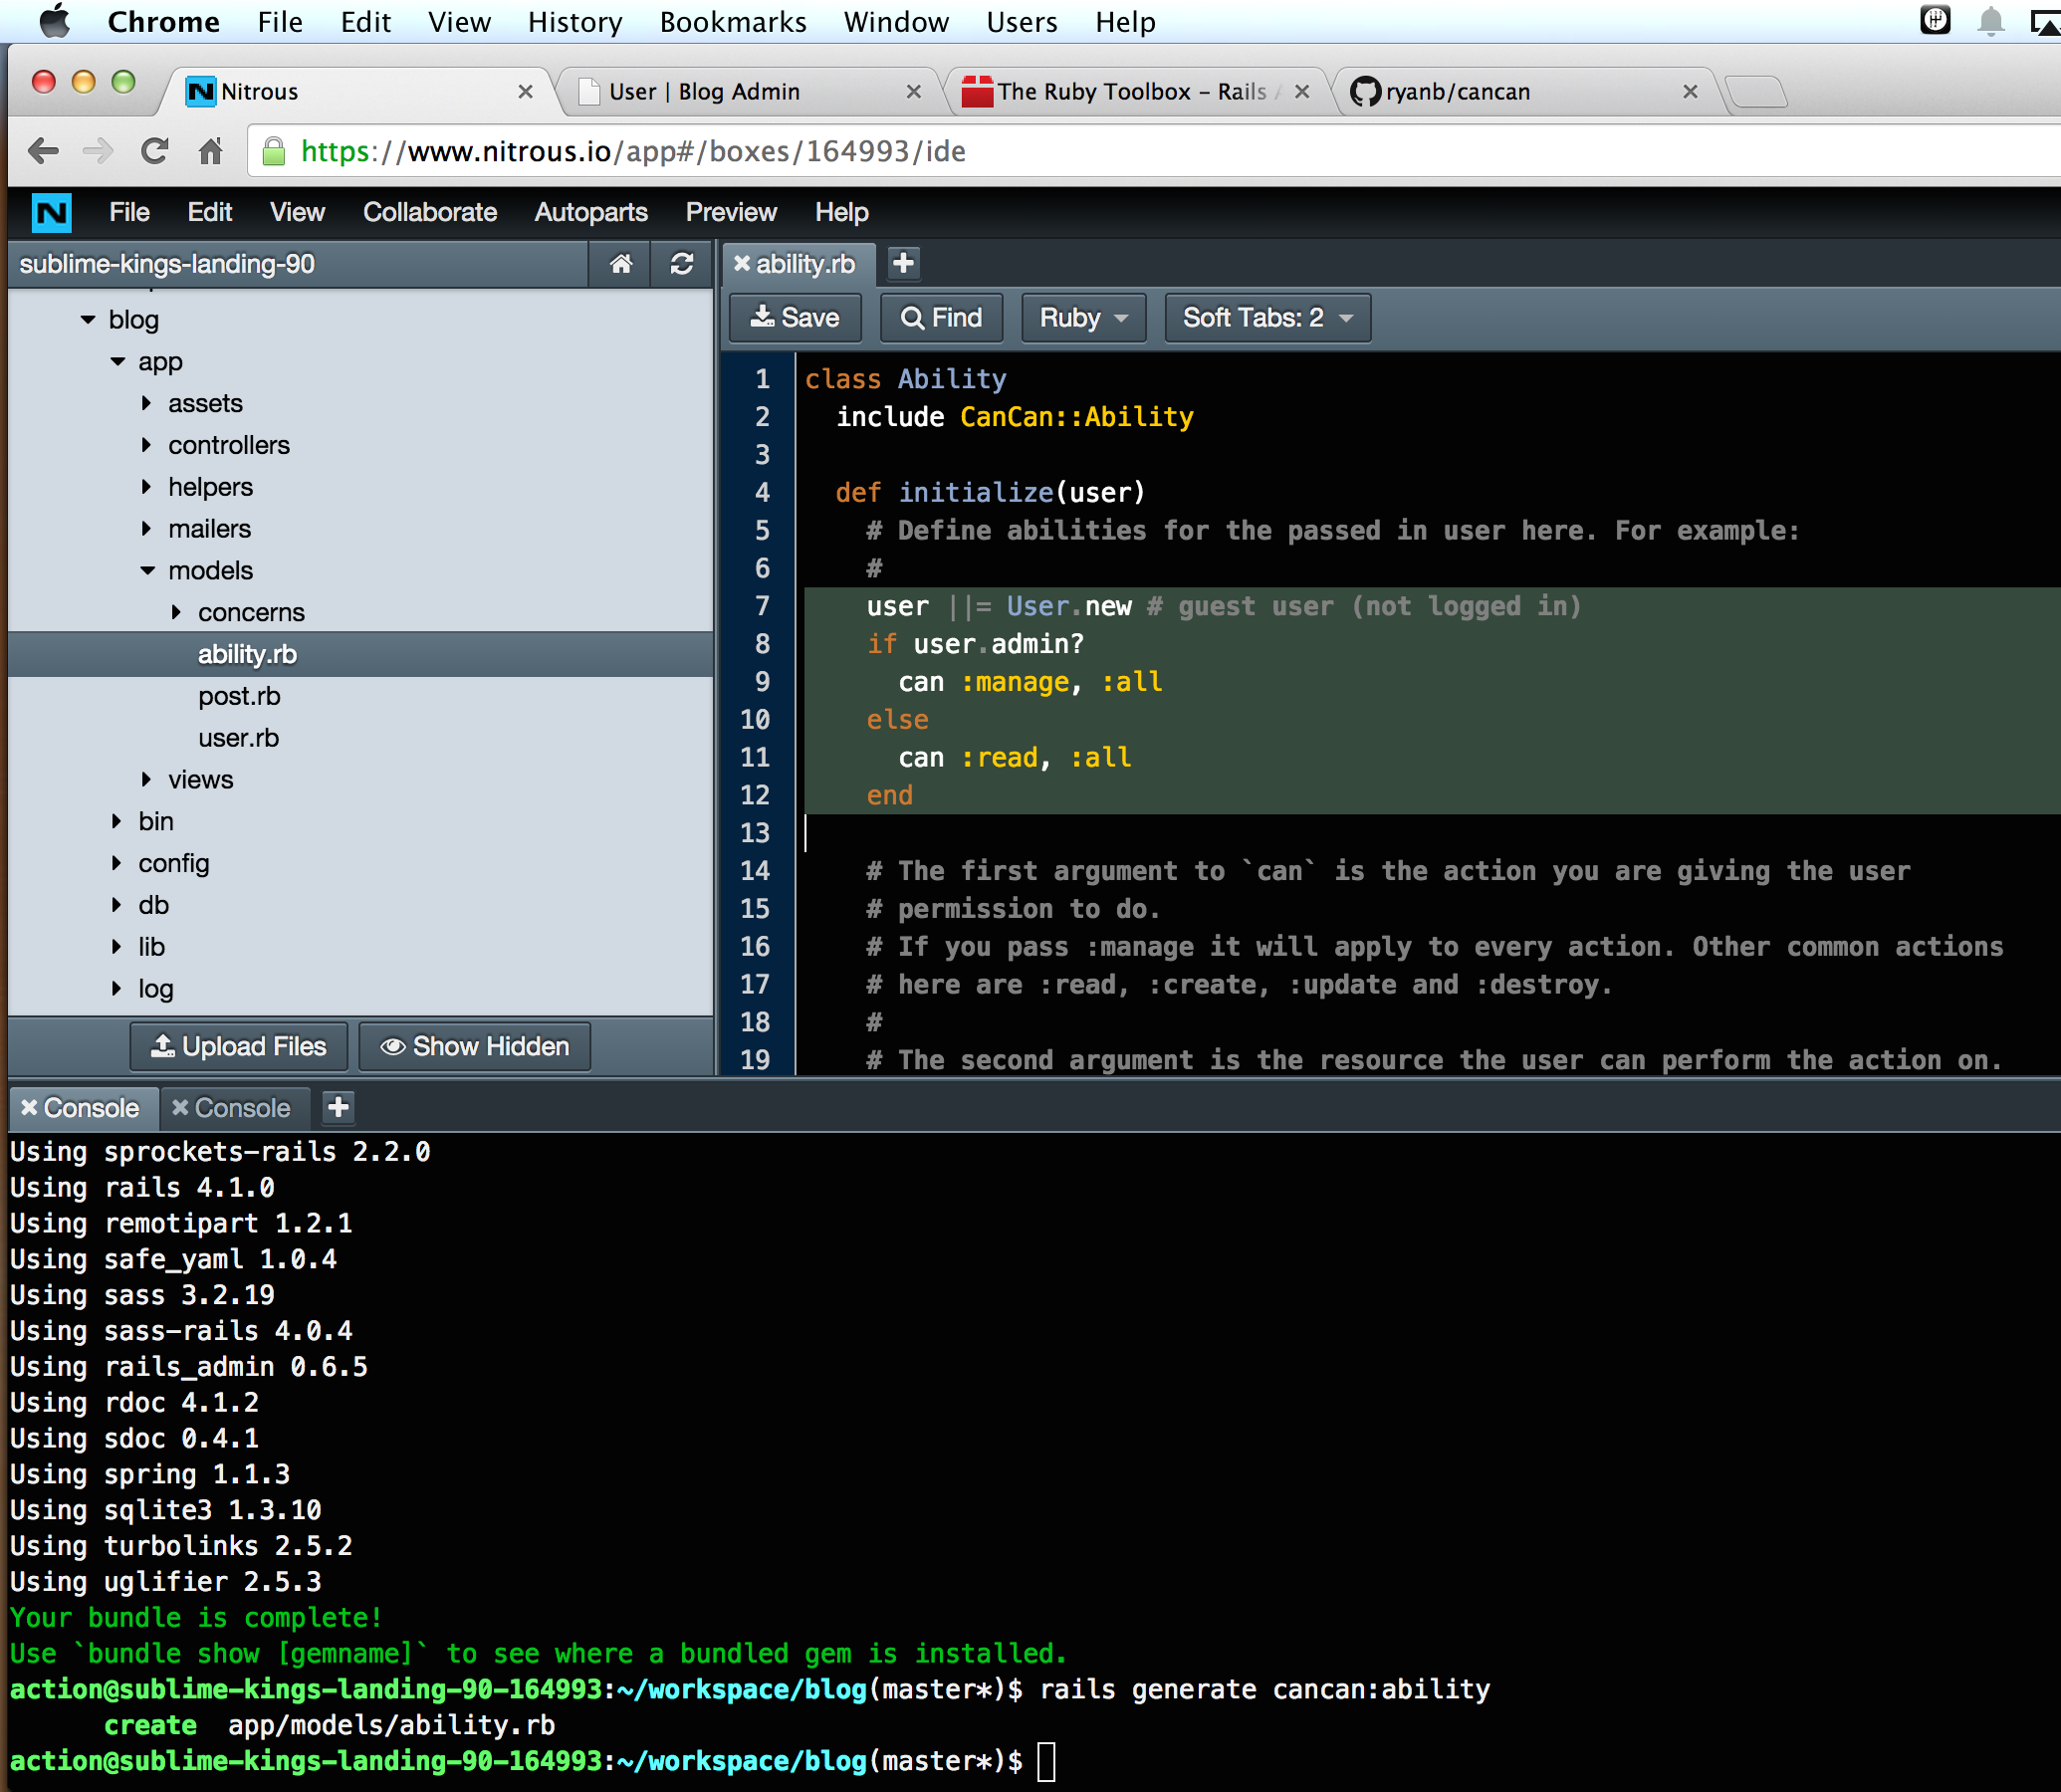 Chrome File Edit View History Bookmarks Window Users Help
Nitrous
User | Blog Admin
The Ruby Toolbox - Rails
ryanb/cancan
https://www.nitrous.io/app#/boxes/164993/ide
N File Edit View Collaborate Autoparts Preview Help
sublime-kings-landing-90
blog
app
assets
controllers
helpers
mailers
models
concerns
ability.rb
post.rb
user.rb
views
bin
config
db
lib
log
Upload Files
Show Hidden
ability.rb
Save Find Ruby Soft Tabs: 2
1 class Ability
2 include CanCan::Ability
3
4 def initialize(user)
5 # Define abilities for the passed in user here. For example:
6 #
7 user ||= User.new # guest user (not logged in)
8 if user.admin?
9 can :manage, :all
10 else
11 can :read, :all
12 end
13
14 # The first argument to `can` is the action you are giving the user
15 # permission to do.
16 # If you pass :manage it will apply to every action. Other common actions
17 # here are :read, :create, :update and :destroy.
18 #
19 # The second argument is the resource the user can perform the action on.
Console Console
Using sprockets-rails 2.2.0
Using rails 4.1.0
Using remotipart 1.2.1
Using safe_yaml 1.0.4
Using sass 3.2.19
Using sass-rails 4.0.4
Using rails_admin 0.6.5
Using rdoc 4.1.2
Using sdoc 0.4.1
Using spring 1.1.3
Using sqlite3 1.3.10
Using turbolinks 2.5.2
Using uglifier 2.5.3
Your bundle is complete!
Use `bundle show [gemname]` to see where a bundled gem is installed.
action@sublime-kings-landing-90-164993:~/workspace/blog(master*)$ rails generate cancan:ability
create app/models/ability.rb
action@sublime-kings-landing-90-164993:~/workspace/blog(master*)$